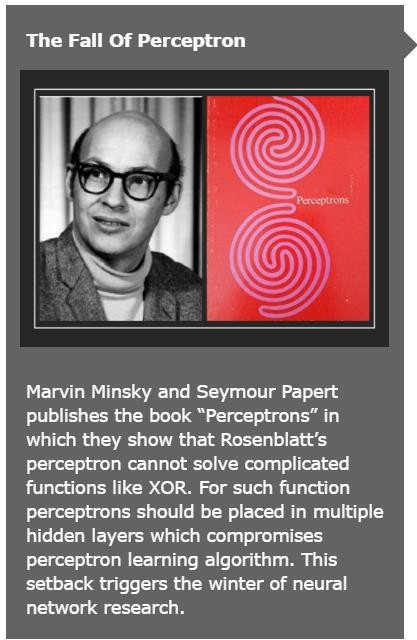 The Fall Of Perceptron
Perceptrons
Marvin Minsky and Seymour Papert
publishes the book “Perceptrons” in
which they show that Rosenblatt’s
perceptron cannot solve complicated
functions like XOR. For such function
perceptrons should be placed in multiple
hidden layers which compromises
perceptron learning algorithm. This
setback triggers the winter of neural
network research.